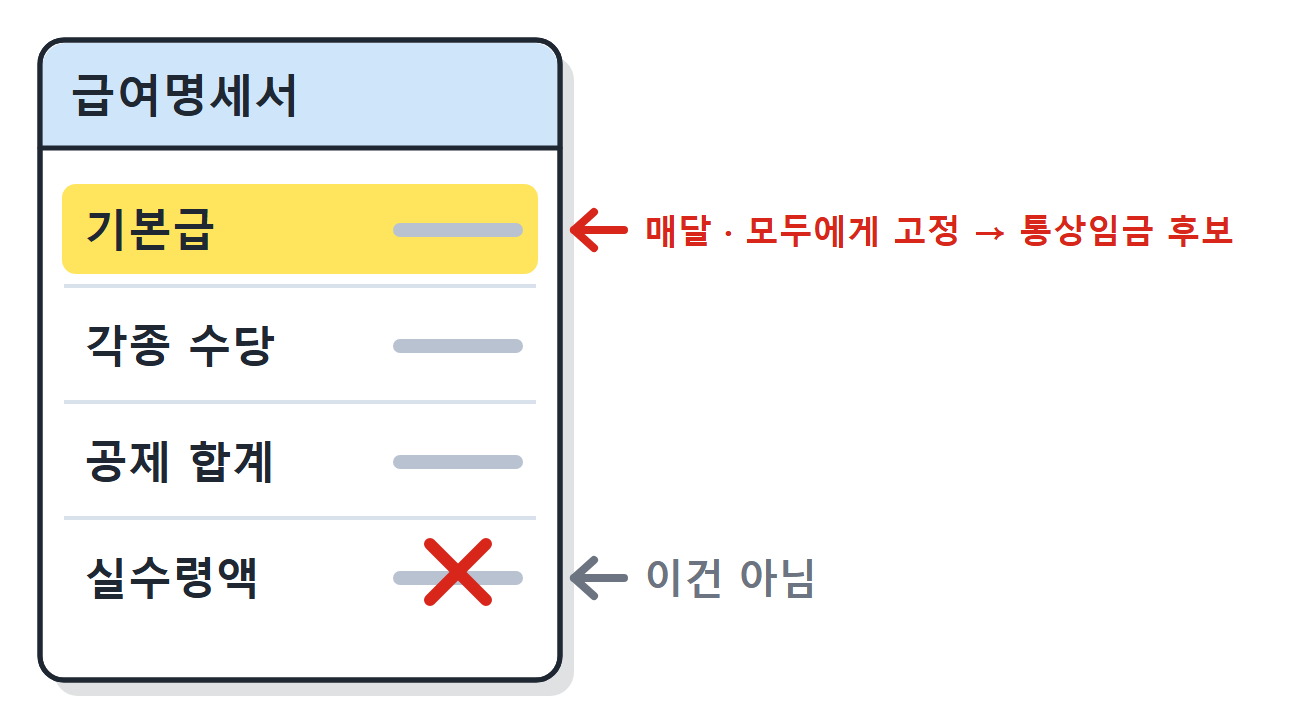 급여명세서
기본급
매달 · 모두에게 고정 → 통상임금 후보
각종 수당
공제 합계
실수령액
이건 아님